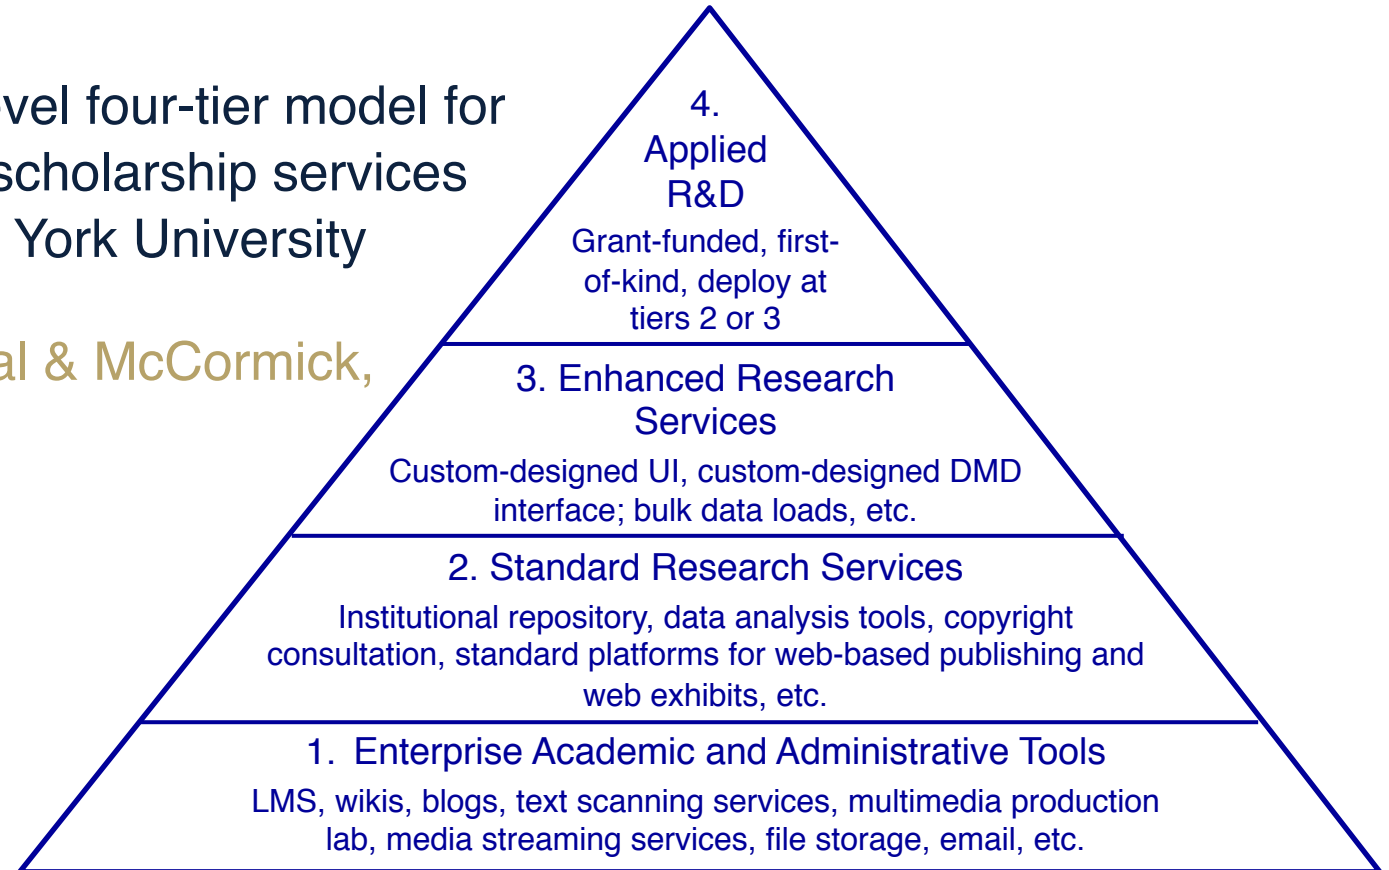 evel four-tier model for
scholarship services
York University
al & McCormick,
4.
Applied
R&D
Grant-funded, first-
of-kind, deploy at
tiers 2 or 3
3. Enhanced Research
Services
Custom-designed UI, custom-designed DMD
interface; bulk data loads, etc.
2. Standard Research Services
Institutional repository, data analysis tools, copyright
consultation, standard platforms for web-based publishing and
web exhibits, etc.
1. Enterprise Academic and Administrative Tools
LMS, wikis, blogs, text scanning services, multimedia production
lab, media streaming services, file storage, email, etc.